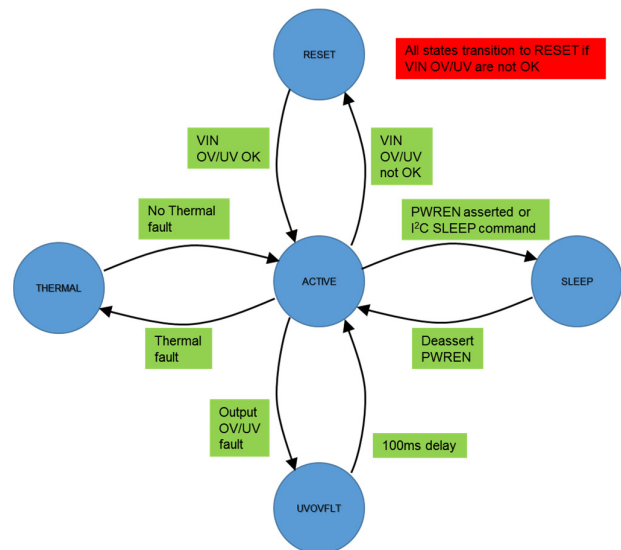 RESET
All states transition to RESET if
VIN OV/UV are not OK
VIN
OV/UV OK
VIN
OV/UV
not OK
No Thermal
fault
PWREN asserted or
I²C SLEEP command
THERMAL
ACTIVE
SLEEP
Thermal
fault
Deassert
PWREN
Output
OV/UV
fault
100ms delay
UVOVFLT